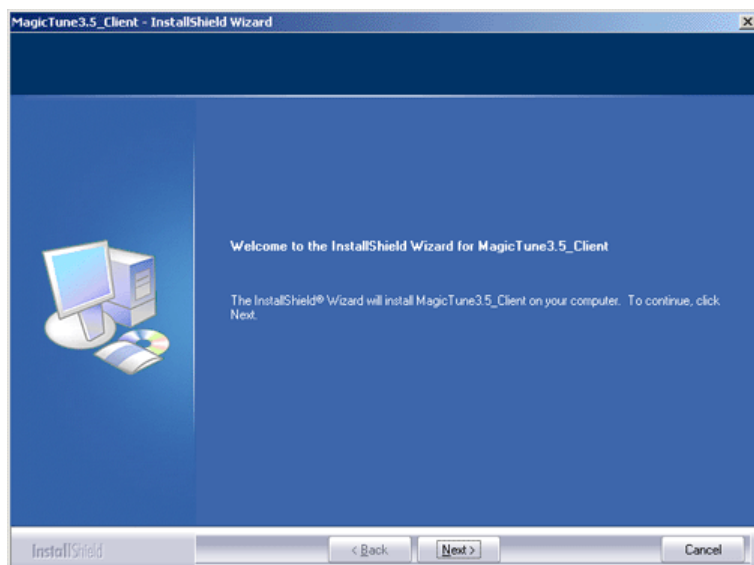 MagicTune3.5_Client - InstallShield Wizard
Welcome to the InstallShield Wizard for MagicTune3.5_Client
The InstallShield® Wizard will install MagicTune3.5_Client on your computer. To continue, click
Next.
InstallShield
< Back Next > Cancel